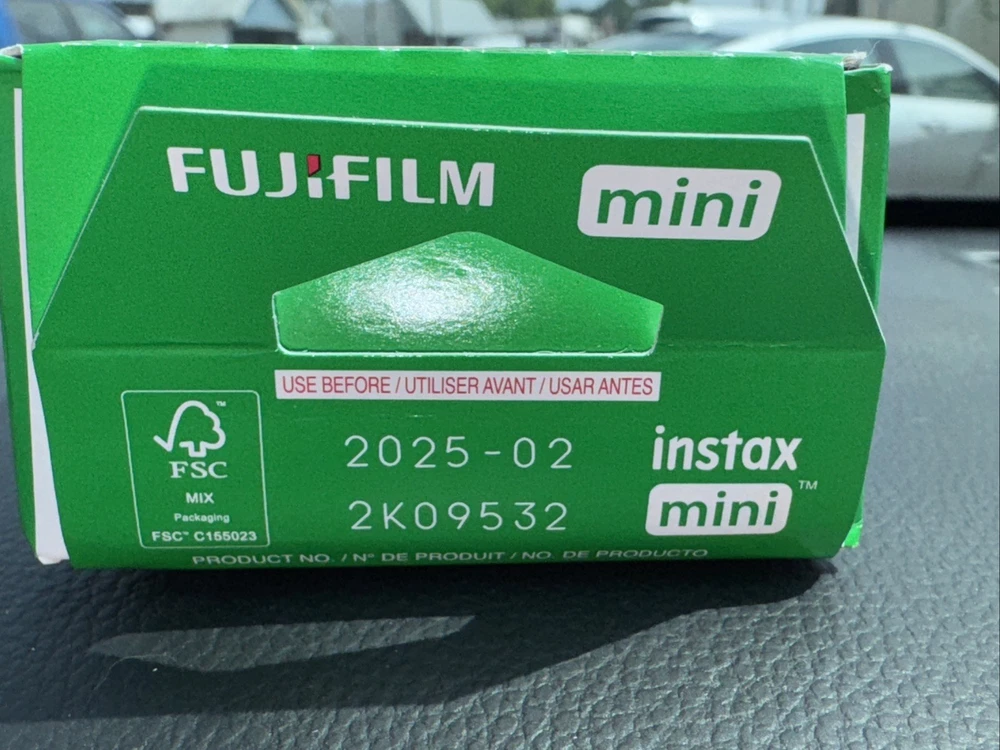 FUJIFILM
mini
USE BEFORE / UTILISER AVANT / USAR ANTES
2025-02
2K09532
FSC
MIX
Packaging
FSC™ C155023
instax
mini™
PRODUCT NO. / N° DE PRODUIT / NO. DE PRODUCTO